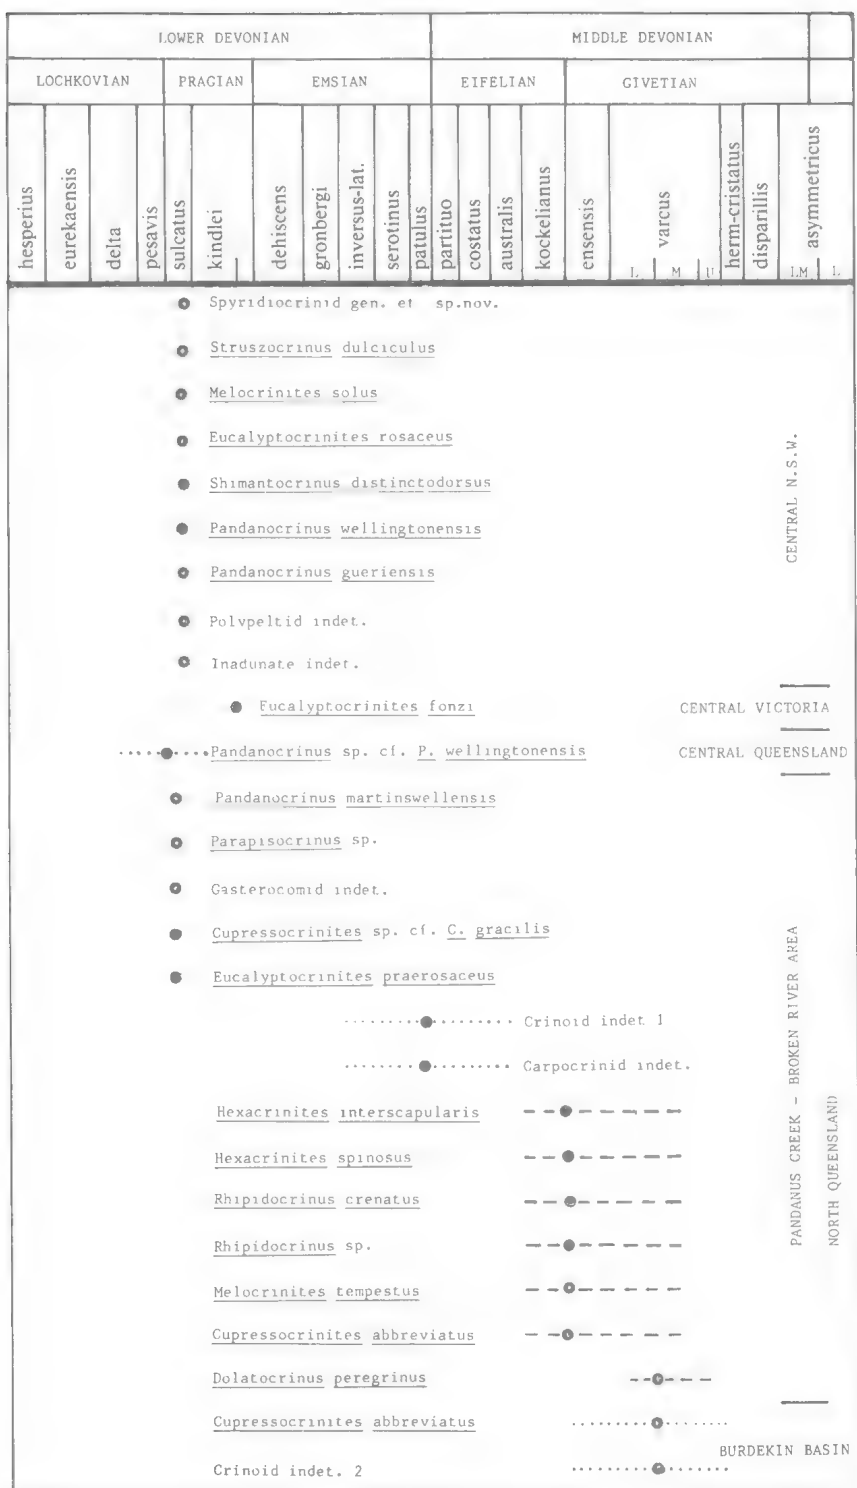 LOWER DEVONIAN MIDDLE DEVONIAN
LOCHKOVIAN PRAGIAN EMSIAN EIFELIAN GIVETIAN
hesperius
eurekaensis
delta
pesavis
sulcatus
kindlei
dehiscens
gronbergi
inversus-lat.
serotinus
patulus
partituo
costatus
australis
kockelianus
ensensis
varcus
herm-cristatus
disparillis
asymmetricus
L M U LM L
Spyridiocrinid gen. et sp.nov.
Struszocrinus dulciculus
Melocrinites solus
Eucalyptocrinites rosaceus
Shimantocrinus distinctodorsus
Pandanocrinus wellingtonensis
Pandanocrinus gueriensis
Polypeltid indet.
Inadunate indet.
CENTRAL N.S.W.
Eucalyptocrinites fonzi CENTRAL VICTORIA
Pandanocrinus sp. cf. P. wellingtonensis CENTRAL QUEENSLAND
Pandanocrinus martinswellensis
Parapisocrinus sp.
Gasterocomid indet.
Cupressocrinites sp. cf. C. gracilis
Eucalyptocrinites praerosaceus
Crinoid indet 1
Carpocrinid indet.
Hexacrinites interscapularis
Hexacrinites spinosus
Rhipidocrinus crenatus
Rhipidocrinus sp.
Melocrinites tempestus
Cupressocrinites abbreviatus
Dolatocrinus peregrinus
PANDANUS CREEK – BROKEN RIVER AREA
NORTH QUEENSLAND
Cupressocrinites abbreviatus
BURDEKIN BASIN
Crinoid indet. 2